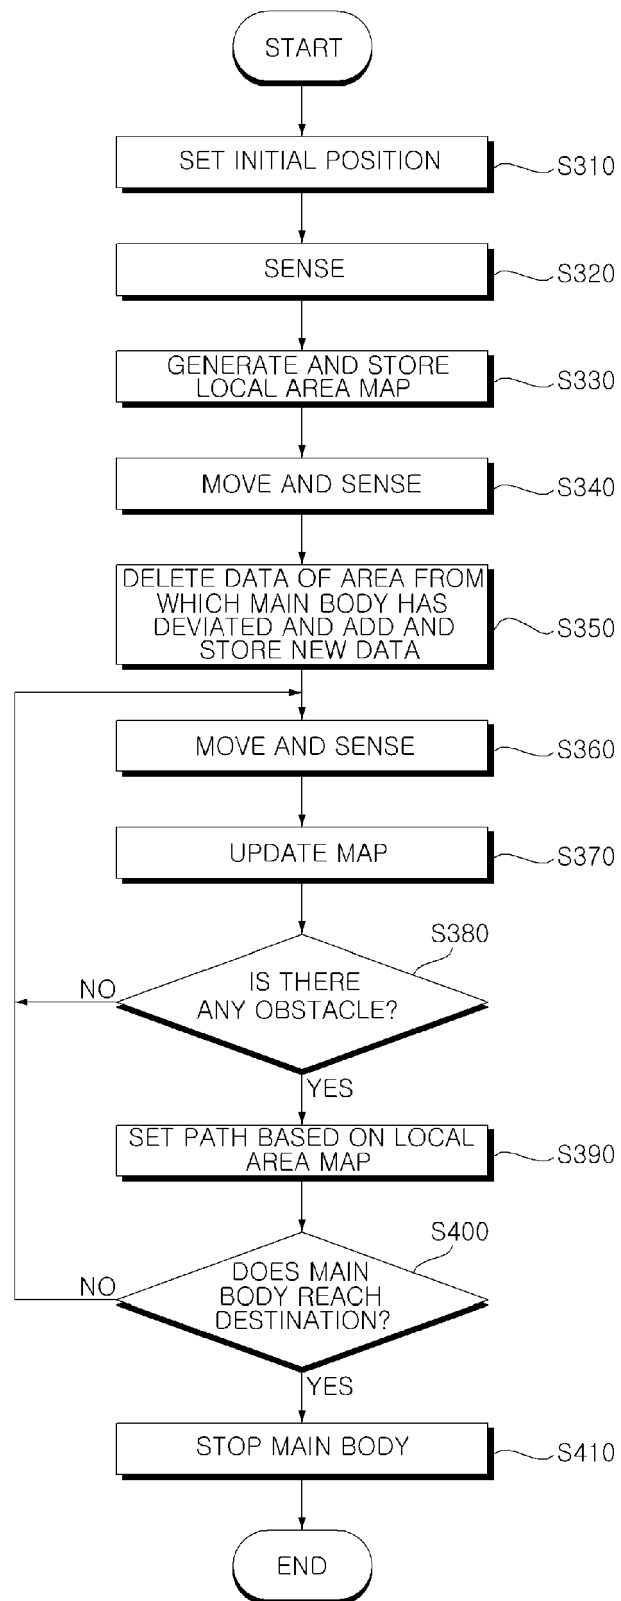 START
SET INITIAL POSITION
S310
SENSE
S320
GENERATE AND STORE
LOCAL AREA MAP
S330
MOVE AND SENSE
S340
DELETE DATA OF AREA FROM
WHICH MAIN BODY HAS
DEVIATED AND ADD AND
STORE NEW DATA
S350
MOVE AND SENSE
S360
UPDATE MAP
S370
S380
IS THERE
ANY OBSTACLE?
NO
YES
SET PATH BASED ON LOCAL
AREA MAP
S390
S400
DOES MAIN
BODY REACH
DESTINATION?
NO
YES
STOP MAIN BODY
S410
END